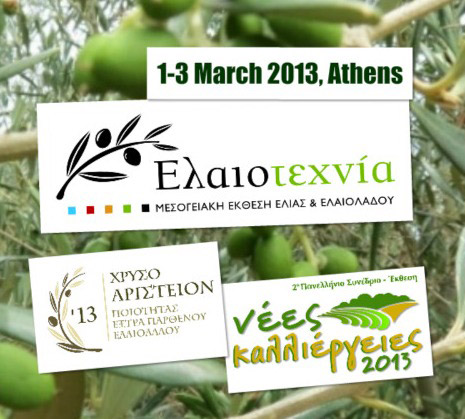 1-3 March 2013, Athens
Ελαιοτεχνία
ΜΕΣΟΓΕΙΑΚΗ ΕΚΘΕΣΗ ΕΛΙΑΣ & ΕΛΑΙΟΛΑΔΟΥ
'13
ΧΡΥΣΟ
ΑΡΙΣΤΕΙΟΝ
ΠΟΙΟΤΗΤΑΣ
ΕΞΤΡΑ ΠΑΡΘΕΝΟΥ
ΕΛΑΙΟΛΑΔΟΥ
2º Πανελλήνιο Συνέδριο - Έκθεση
νέες
καλλιέργειες
2013